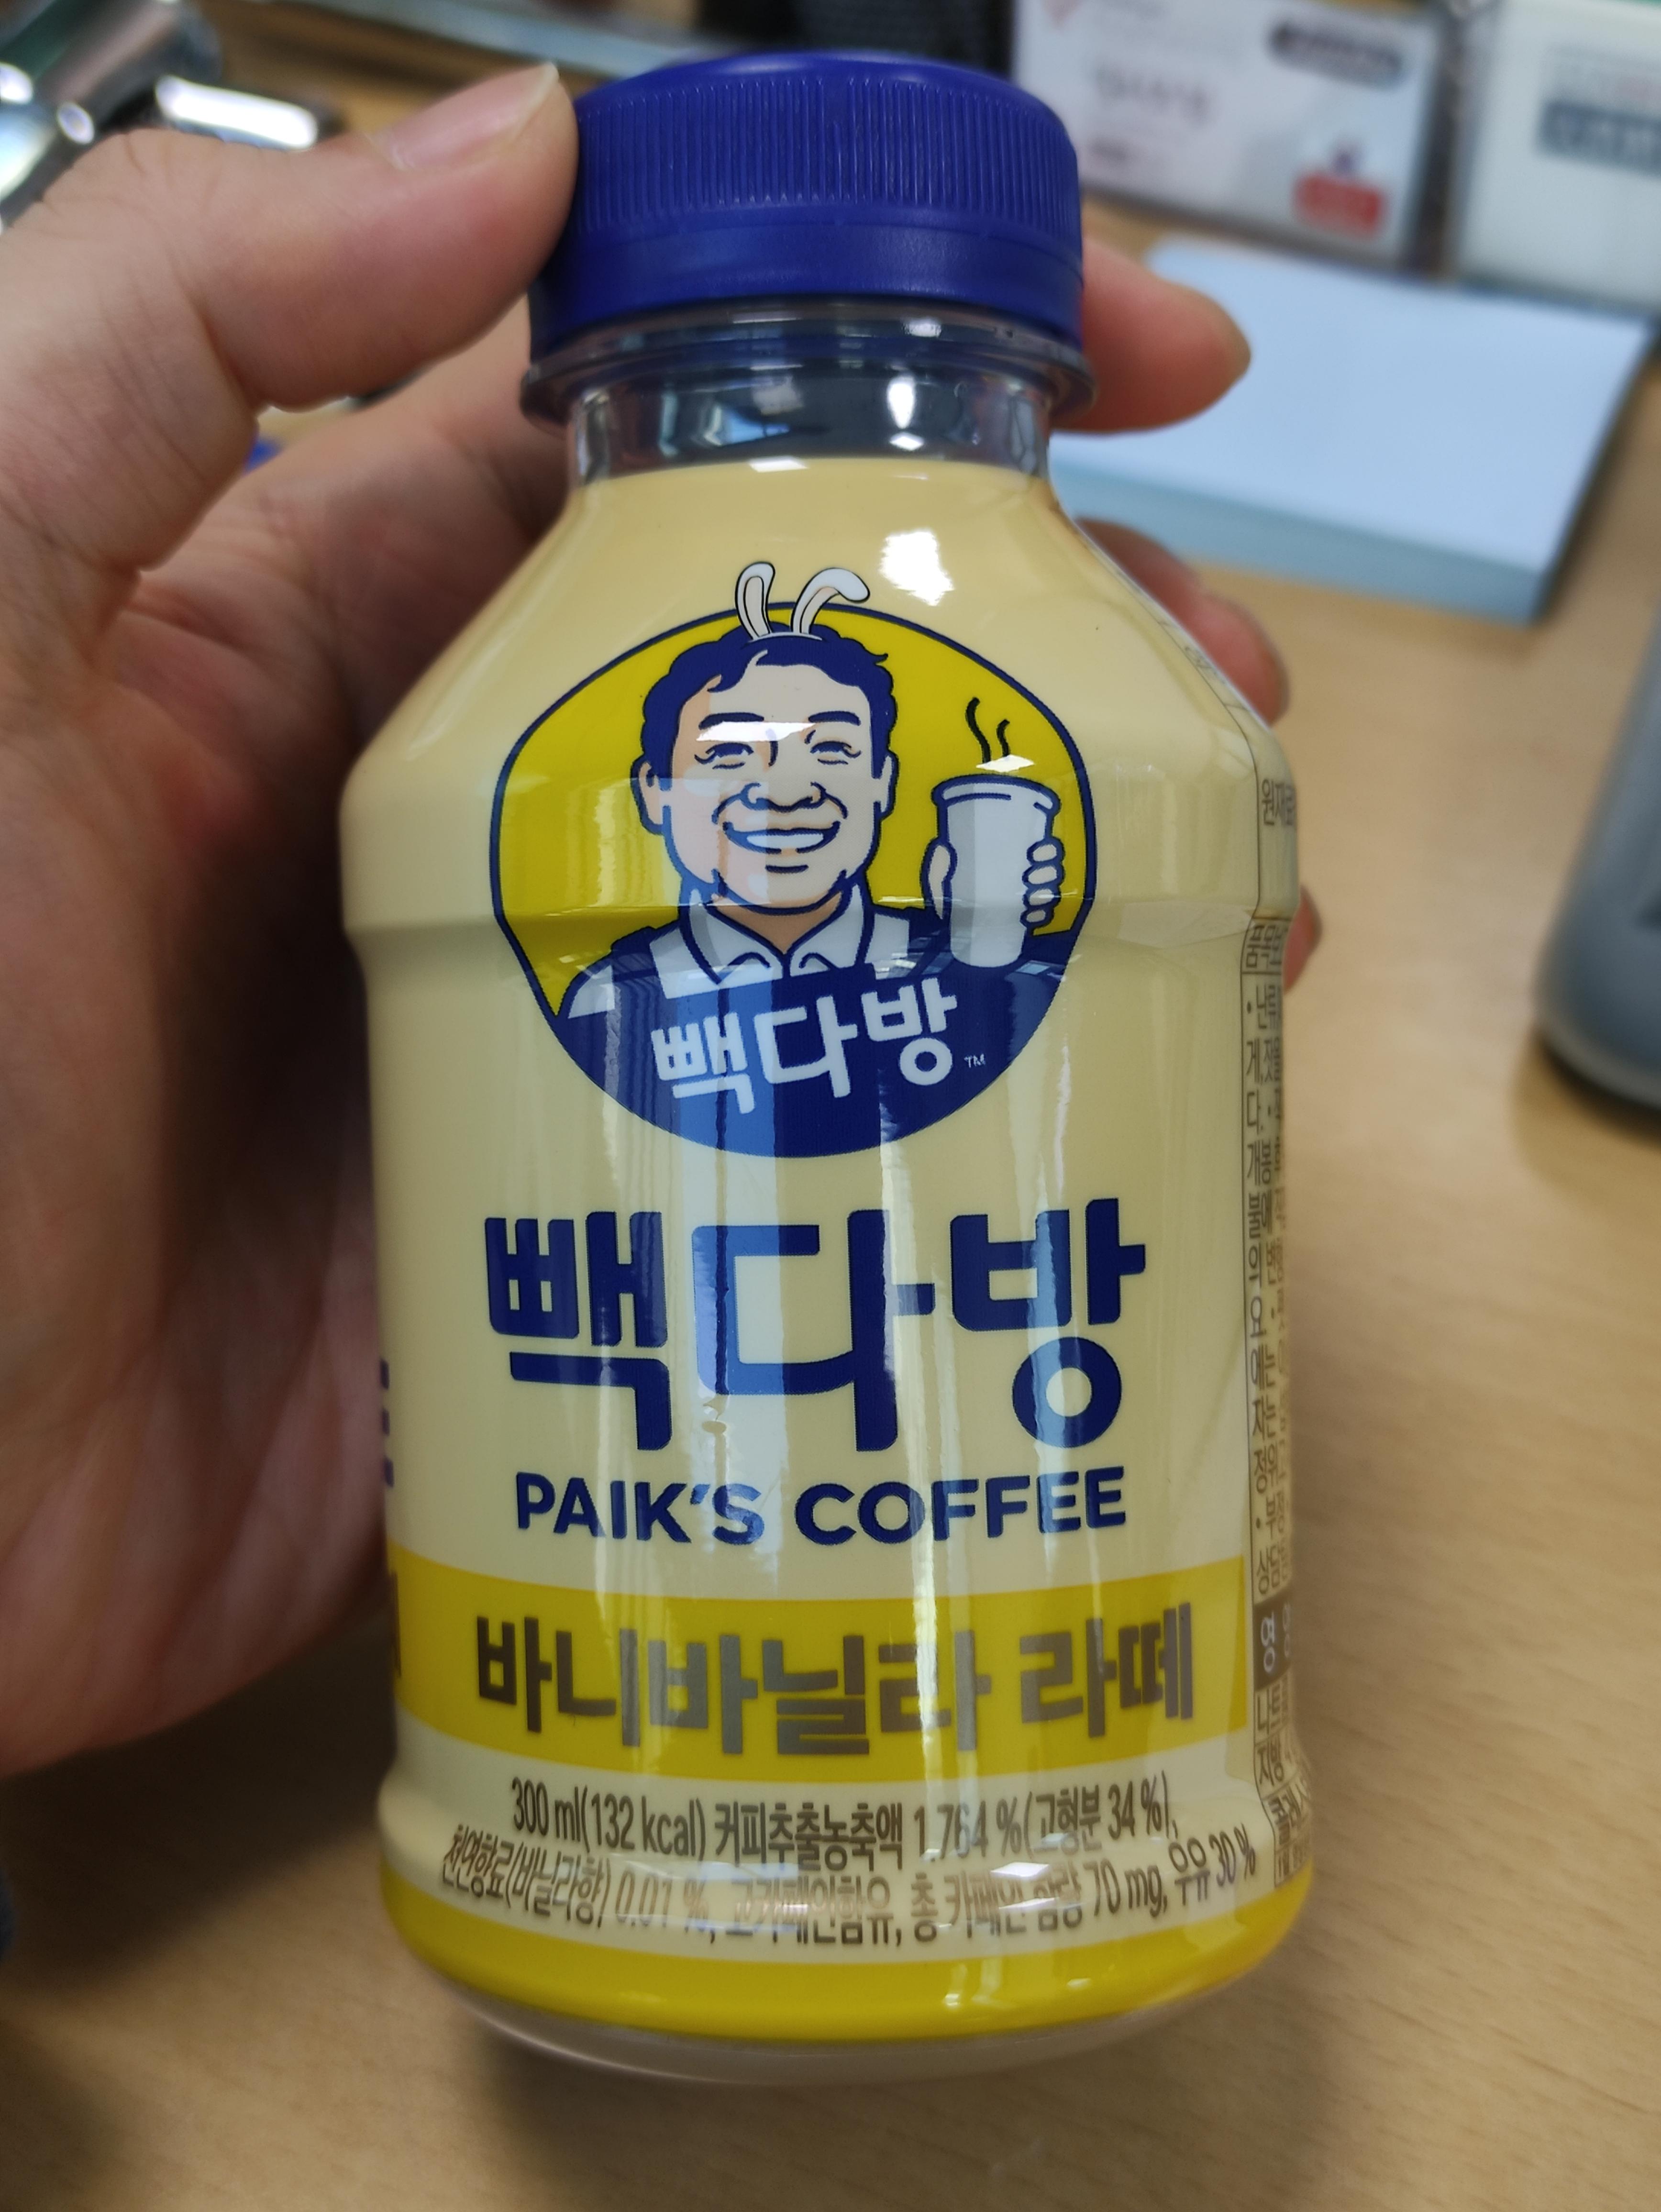 빽다방 ™
빽다방
PAIK'S COFFEE
바니바닐라 라떼
300 ml(132 kcal) 커피추출농축액 1.764 %(고형분 34 %),
천연향료(바닐라향) 0.01 %, 고카페인함유, 총 카페인 함량 70 mg, 우유 30 %